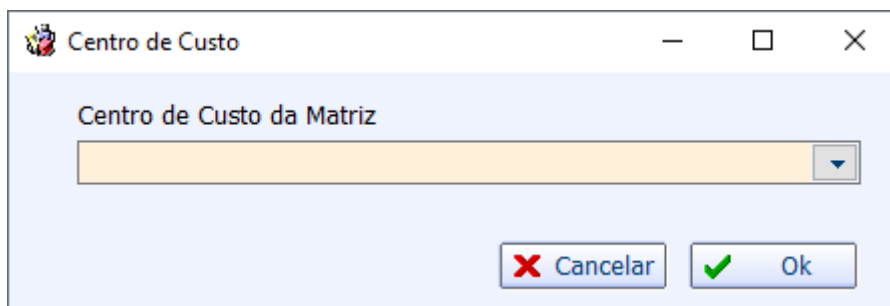 Centro de Custo
Centro de Custo da Matriz
Cancelar
Ok